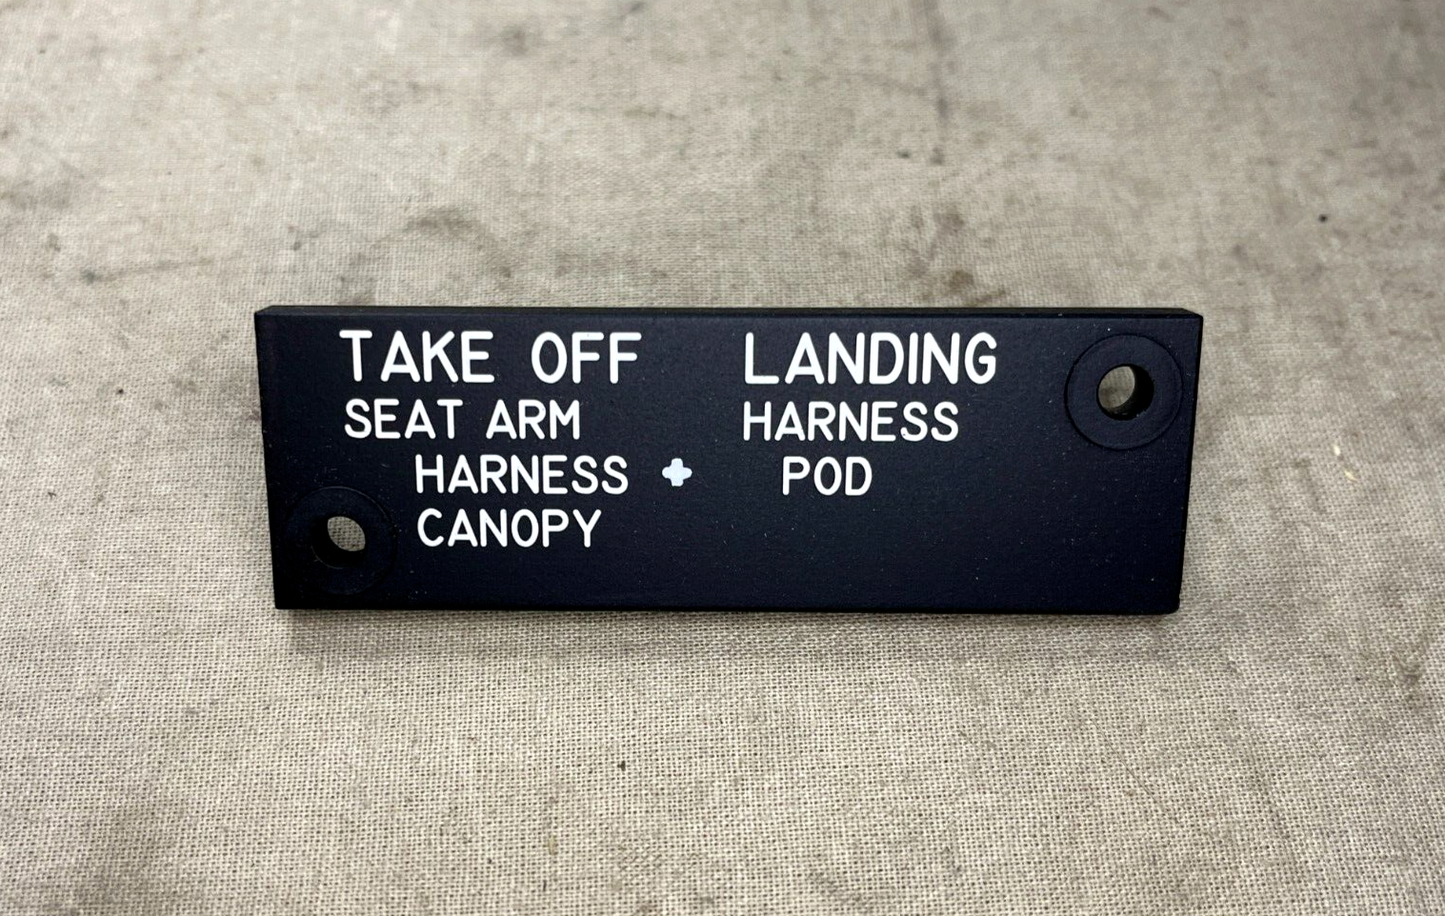 TAKE OFF LANDING
SEAT ARM HARNESS
HARNESS + POD
CANOPY